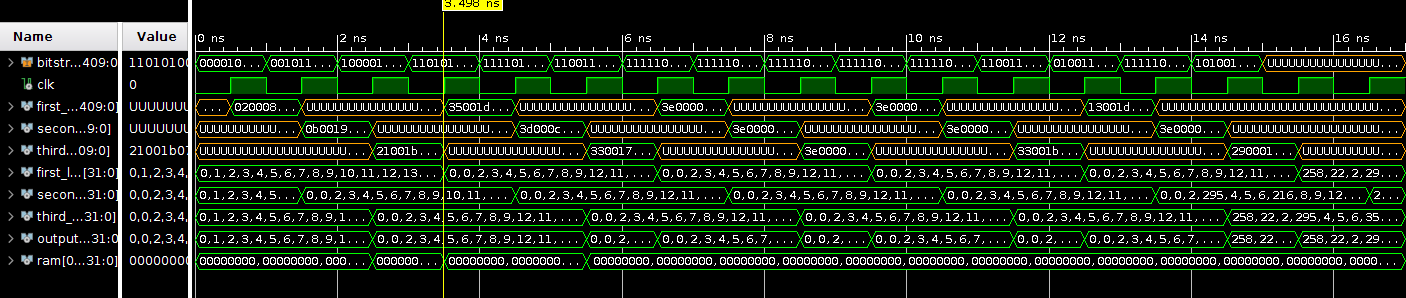 3.498 ns
Name Value 0 ns 2 ns 4 ns 6 ns 8 ns 10 ns 12 ns 14 ns
bitstr...409:0 11010100 000010... 001011... 100001... 110101... 111101... 110011... 111110... 111110... 111110... 111110... 111110... 110011... 010011... 111110... 101001... UUUUUUUUUUUUUUUU...
clk 0
first_...409:0] UUUUUUU ... 020008... UUUUUUUUUUUUUUUU... 35001d... UUUUUUUUUUUUUUUU... 3e0000... UUUUUUUUUUUUUUUU... 3e0000... UUUUUUUUUUUUUUUU... 13001d...
secon...9:0] UUUUUUU 0b0019... 3d000c... 3e0000... 3e0000... 3e0000...
third...09:0] 21001b07 21001b... 330017... 3e0000... 33001b... 290001...
first_l...[31:0] 0,1,2,3,4, 0,1,2,3,4,5,6,7,8,9,10,11,12,13... 0,0,2,3,4,5,6,7,8,9,12,11,... 0,0,2,3,4,5,6,7,8,9,12,11,... 0,0,2,3,4,5,6,7,8,9,12,11,... 0,0,2,3,4,5,6,7,8,9,12,11,... 258,22,2,29...
secon...31:0] 0,0,2,3,4, 0,1,2,3,4,5... 0,0,2,3,4,5,6,7,8,9,10,11... 0,0,2,3,4,5,6,7,8,9,12,11,... 0,0,2,3,4,5,6,7,8,9,12,11,... 0,0,2,3,4,5,6,7,8,9,12,11,... 0,0,2,295,4,5,6,216,8,9,12... 2...
third_...31:0] 0,0,2,3,4, 0,1,2,3,4,5,6,7,8,9,1... 0,0,2,3,4,5,6,7,8,9,12,11,... 0,0,2,3,4,5,6,7,8,9,12,11,... 0,0,2,3,4,5,6,7,8,9,12,11,... 0,0,2,3,4,5,6,7,8,9,12,11,... 258,22,2,295,4,5,6,35...
output...31:0] 0,0,2,3,4, 0,1,2,3,4,5,6,7,8,9,1... 0,0,2,3,4,5,6,7,8,9,12,11,... 0,0,2... 0,0,2,3,4,5,6,7,8,9,12,11,... 0,0,2,... 0,0,2,3,4,5,6,7,... 0,0,2... 0,0,2,3,4,5,6,7,8,9,12,11,... 258,22... 258,22,2,29...
ram[0...31:0] 00000000 00000000,00000000,000... 000000... 00000000,00000000... 00000000,00000000,00000000,00000000,00000000,00000000,00000000,00000000,00000000,00000000,00000000,0000...